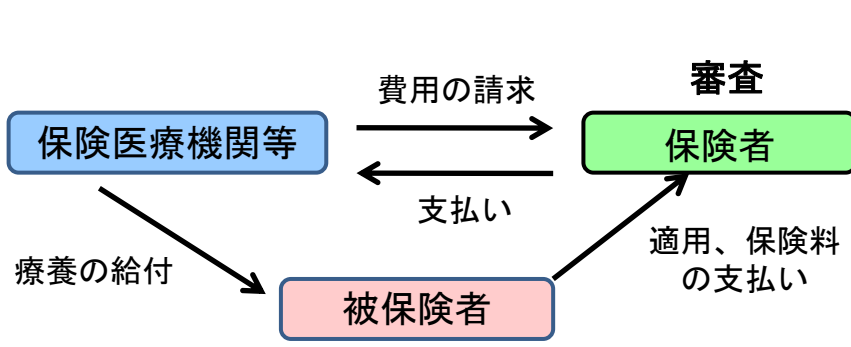 審査
費用の請求
保険医療機関等
保険者
支払い
適用、保険料
の支払い
療養の給付
被保険者